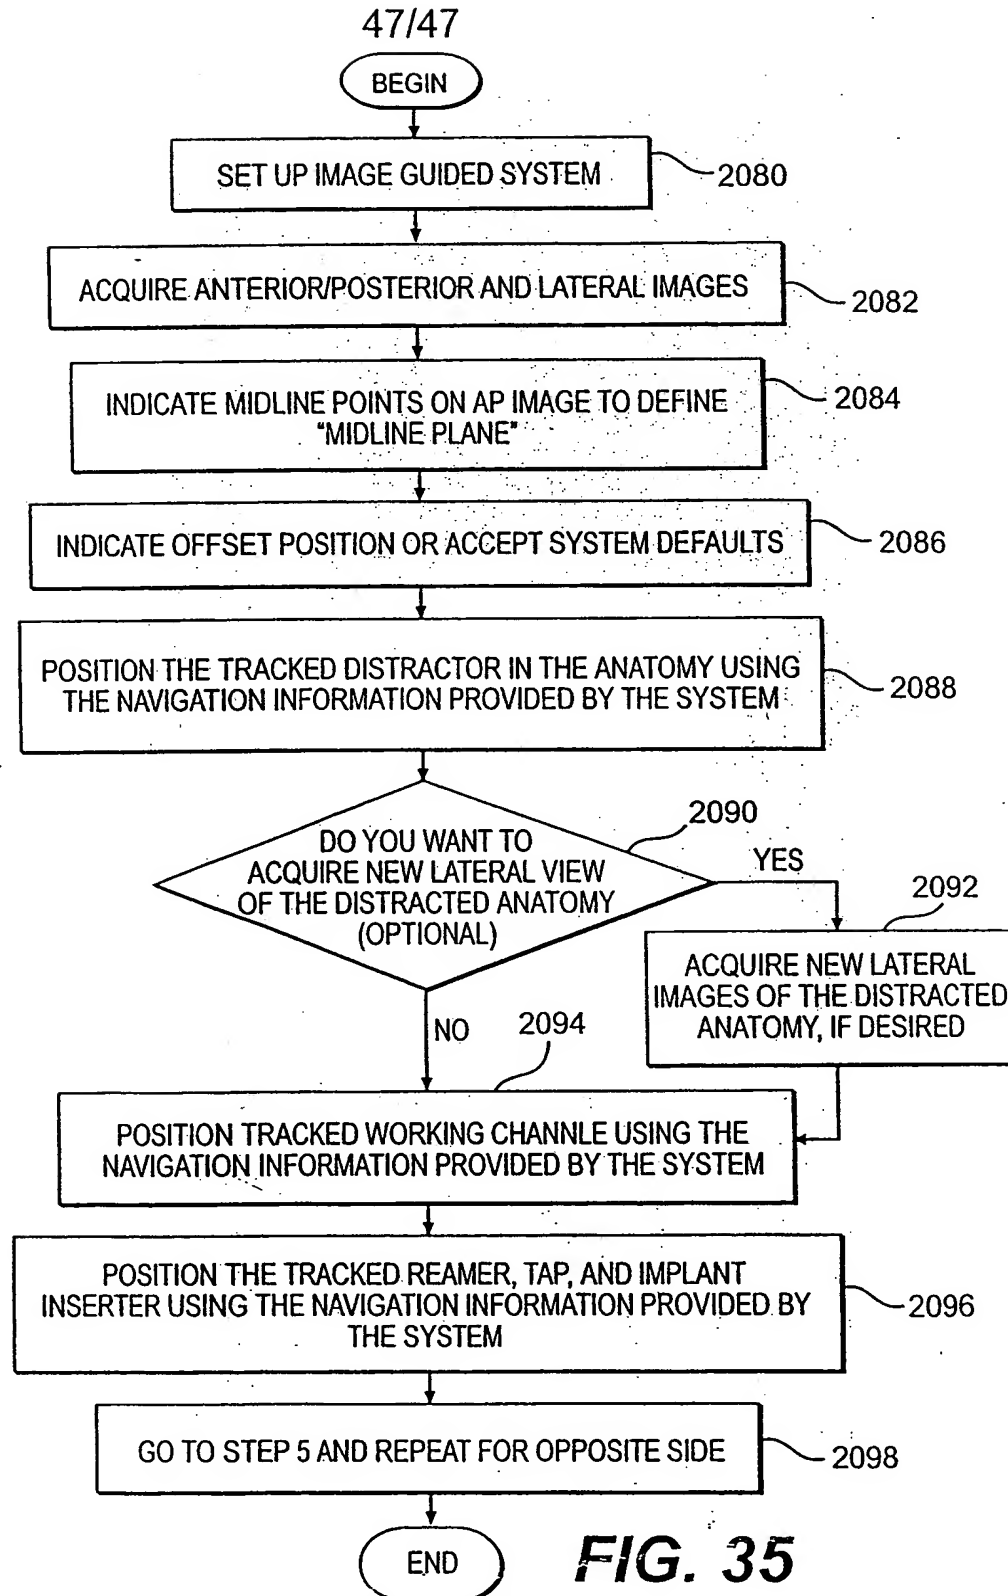 47/47
BEGIN
SET UP IMAGE GUIDED SYSTEM
2080
ACQUIRE ANTERIOR/POSTERIOR AND LATERAL IMAGES
2082
INDICATE MIDLINE POINTS ON AP IMAGE TO DEFINE
"MIDLINE PLANE"
2084
INDICATE OFFSET POSITION OR ACCEPT SYSTEM DEFAULTS
2086
POSITION THE TRACKED DISTRACTOR IN THE ANATOMY USING
THE NAVIGATION INFORMATION PROVIDED BY THE SYSTEM
2088
DO YOU WANT TO
ACQUIRE NEW LATERAL VIEW
OF THE DISTRACTED ANATOMY
(OPTIONAL)
2090
YES
2092
ACQUIRE NEW LATERAL
IMAGES OF THE DISTRACTED
ANATOMY, IF DESIRED
NO
2094
POSITION TRACKED WORKING CHANNLE USING THE
NAVIGATION INFORMATION PROVIDED BY THE SYSTEM
POSITION THE TRACKED REAMER, TAP, AND IMPLANT
INSERTER USING THE NAVIGATION INFORMATION PROVIDED BY
THE SYSTEM
2096
GO TO STEP 5 AND REPEAT FOR OPPOSITE SIDE
2098
END
FIG. 35